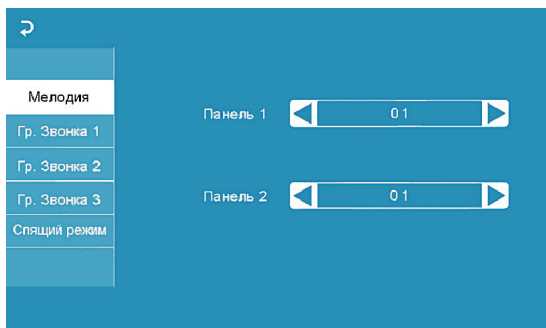 Мелодия
Гр. Звонка 1
Гр. Звонка 2
Гр. Звонка 3
Спящий режим
Панель 1 01
Панель 2 01